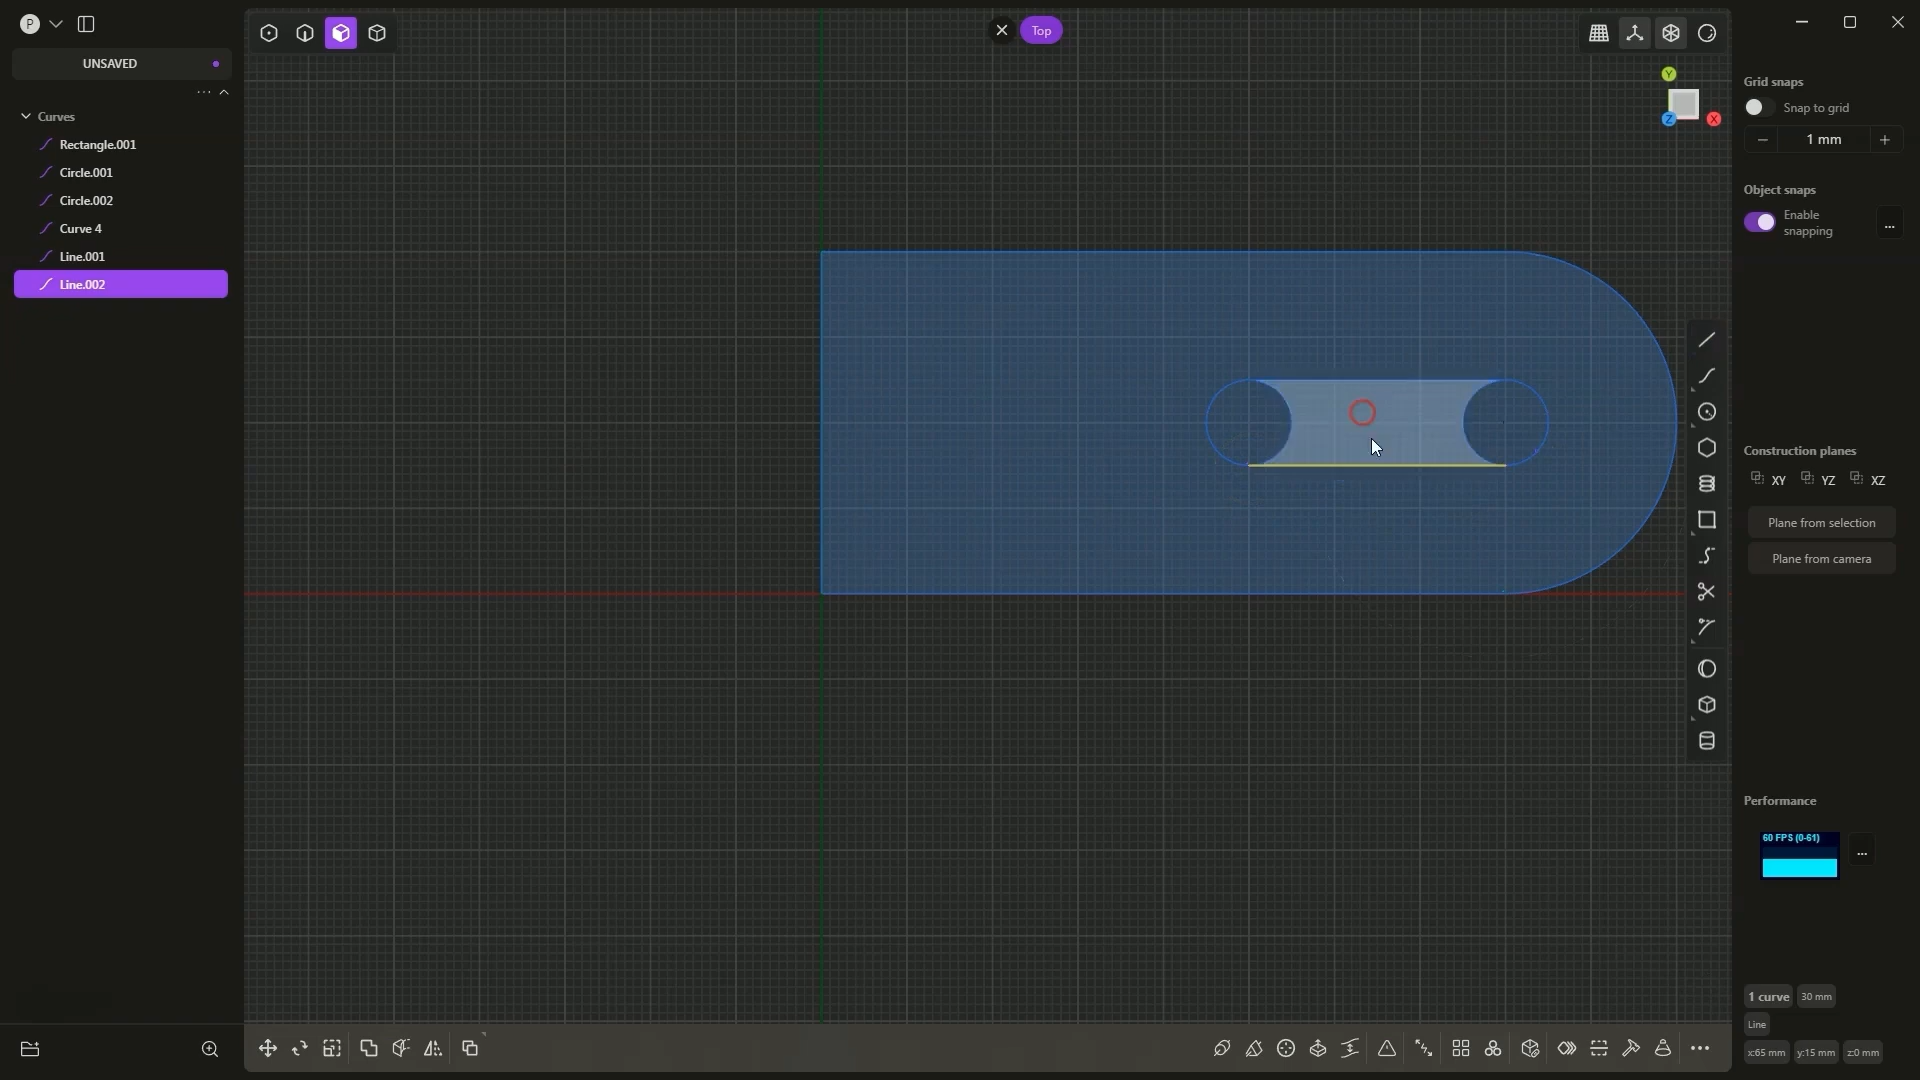 P
UNSAVED
Curves
Rectangle.001
Circle.001
Circle.002
Curve 4
Line.001
Line.002
Top
Y
Z
X
Grid snaps
Snap to grid
1 mm
Object snaps
Enable
snapping
...
Construction planes
XY
YZ
XZ
Plane from selection
Plane from camera
Performance
60 FPS (0-61)
...
1 curve
30 mm
Line
x:65 mm
y:15 mm
z:0 mm